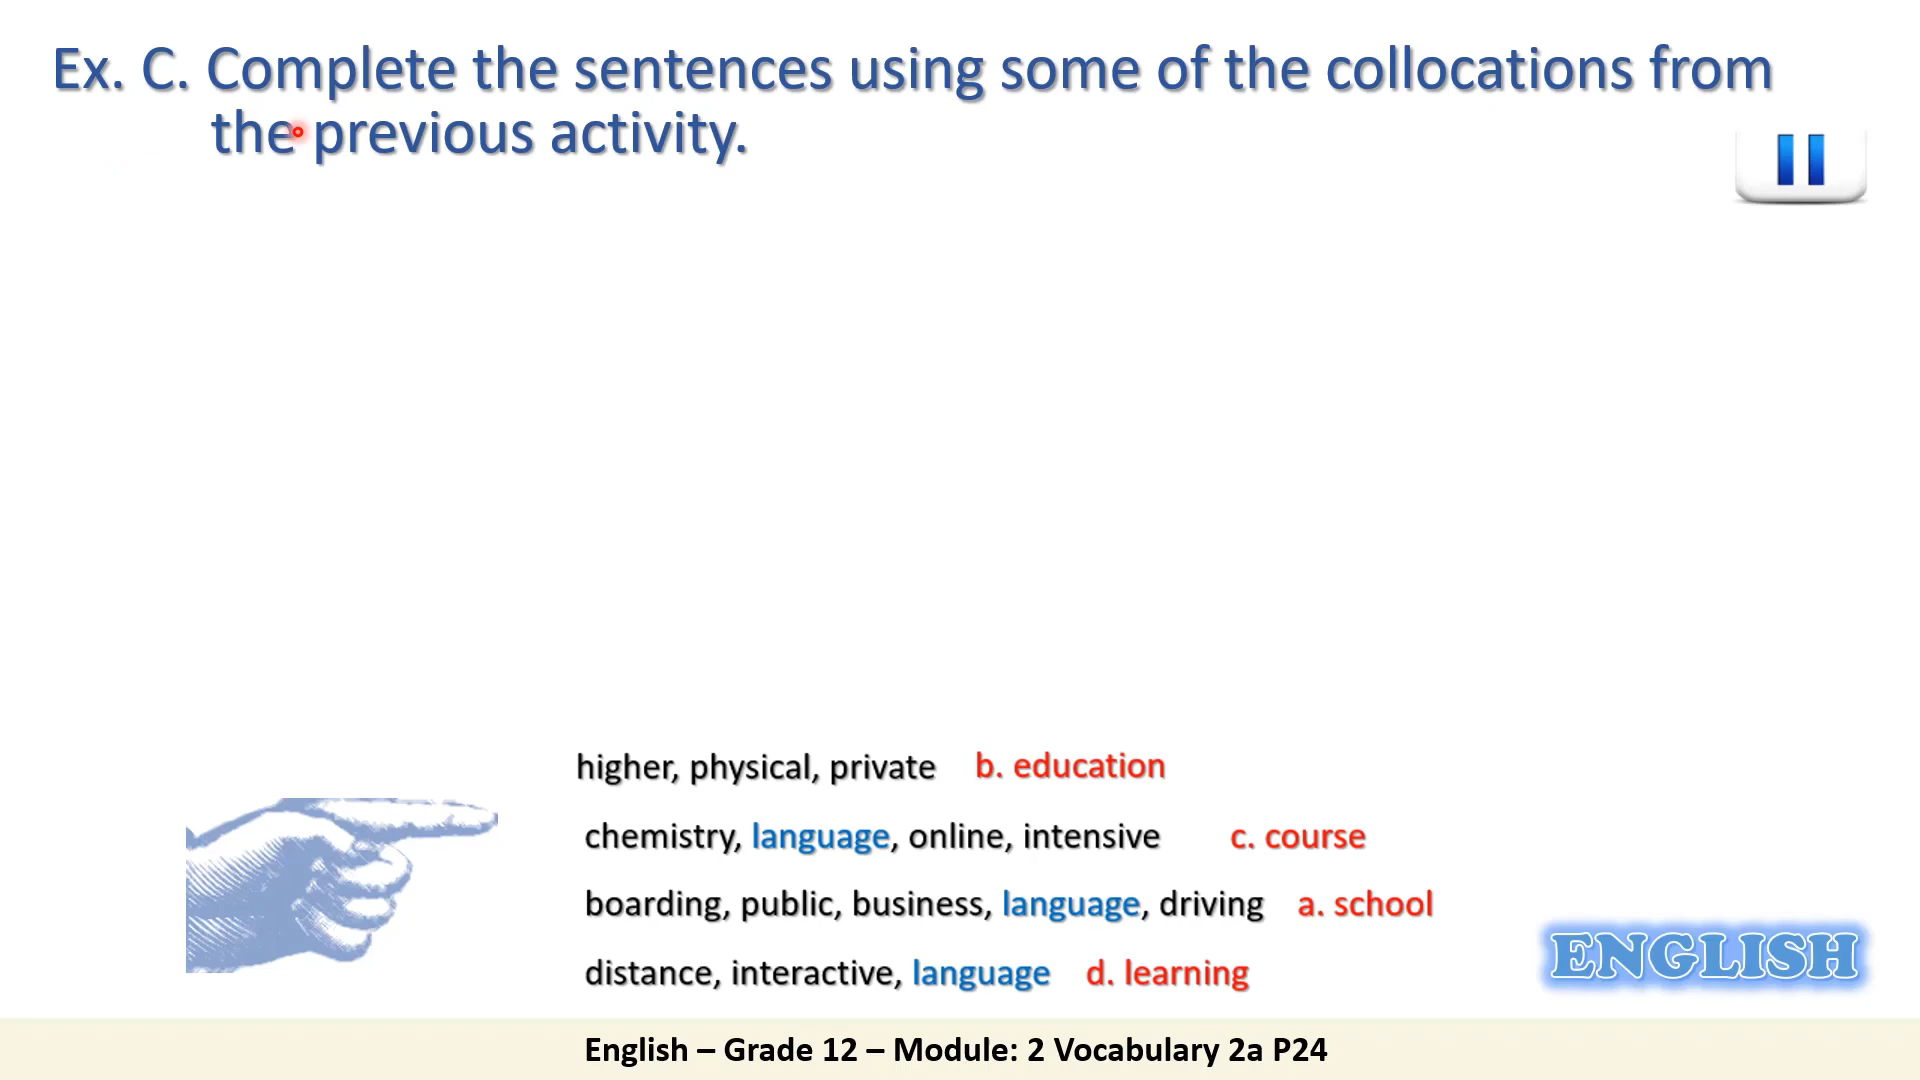 Ex. C. Complete the sentences using some of the collocations from
the previous activity.
higher, physical, private b. education
chemistry, language, online, intensive c. course
boarding, public, business, language, driving a. school
distance, interactive, language d. learning
ENGLISH
English – Grade 12 – Module: 2 Vocabulary 2a P24